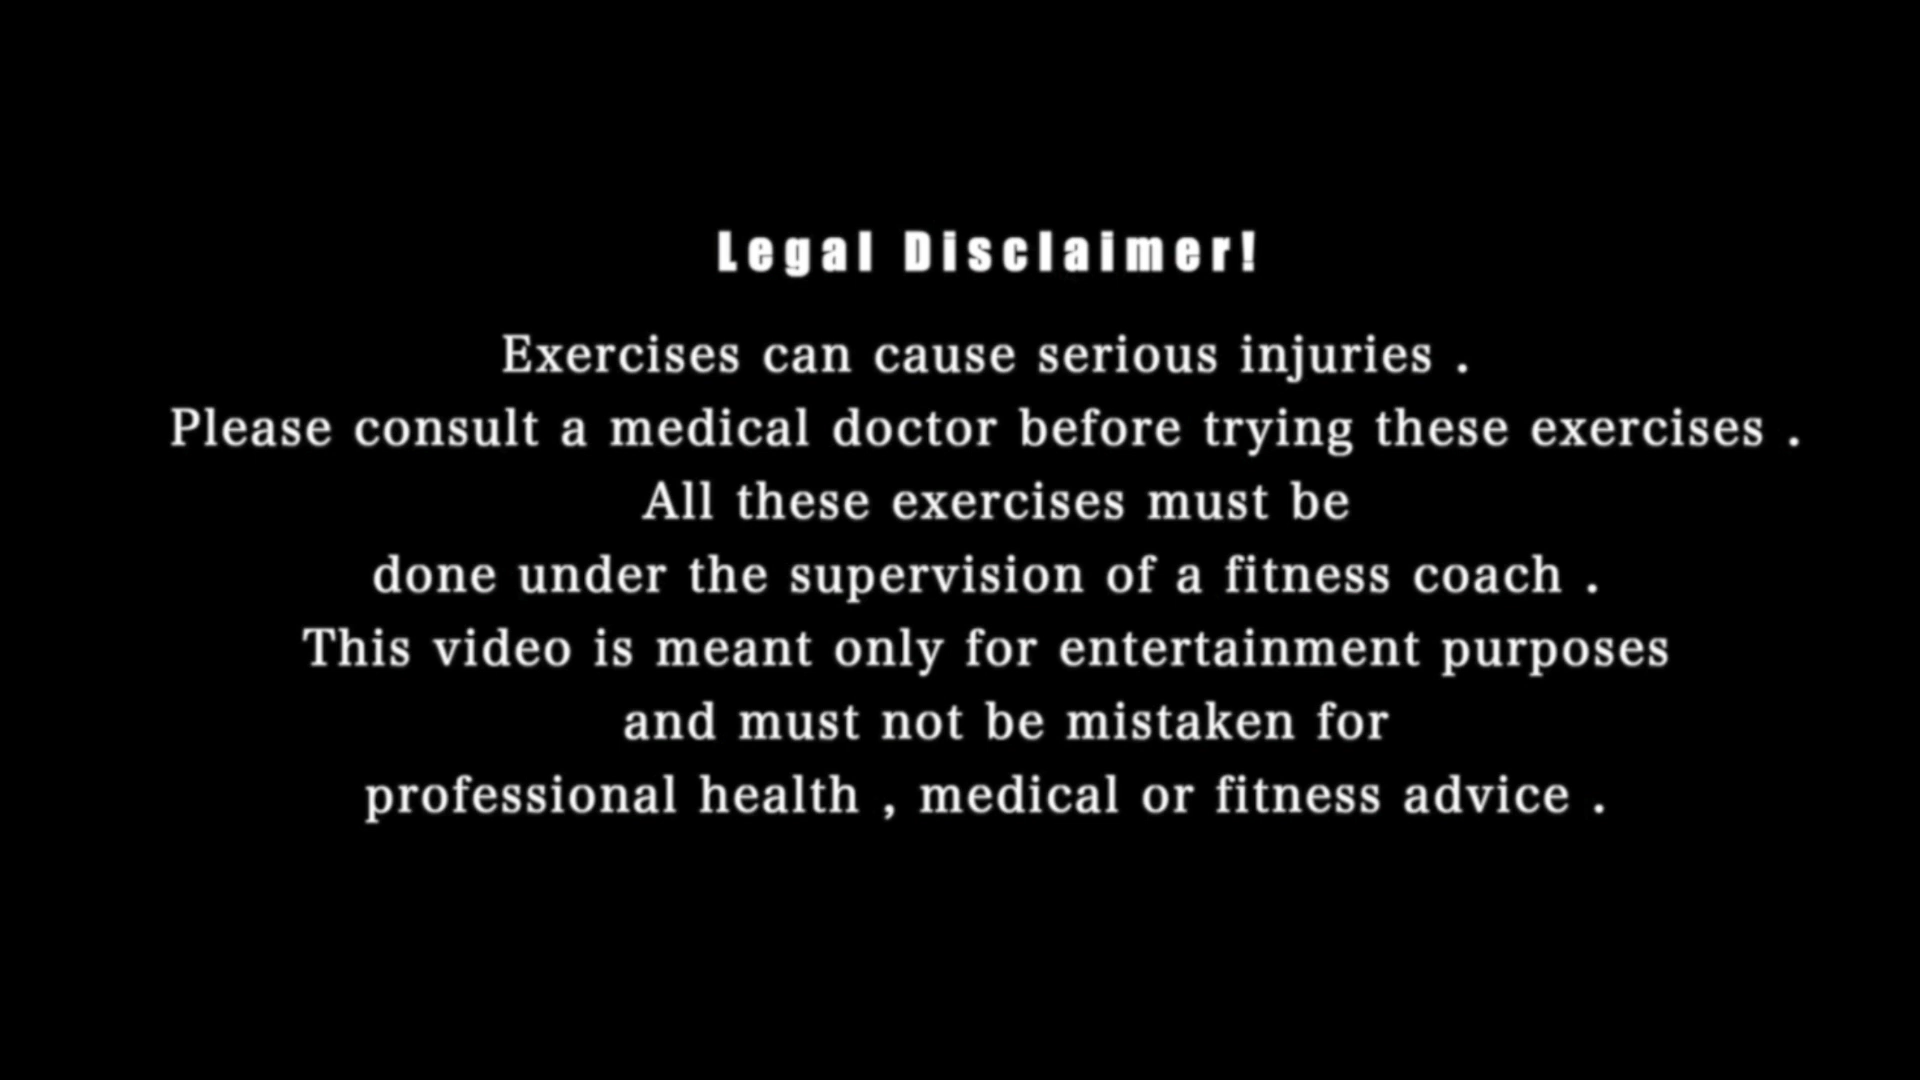 Legal Disclaimer!
Exercises can cause serious injuries .
Please consult a medical doctor before trying these exercises .
All these exercises must be
done under the supervision of a fitness coach .
This video is meant only for entertainment purposes
and must not be mistaken for
professional health , medical or fitness advice .